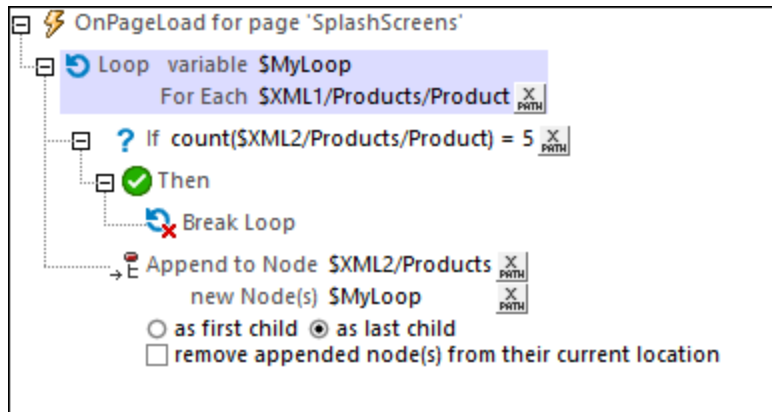 OnPageLoad for page 'SplashScreens'
Loop variable $MyLoop
For Each $XML1/Products/Product X PATH
? If count($XML2/Products/Product) = 5 X PATH
Then
Break Loop
E Append to Node $XML2/Products X PATH
new Node(s) $MyLoop X PATH
as first child as last child
remove appended node(s) from their current location